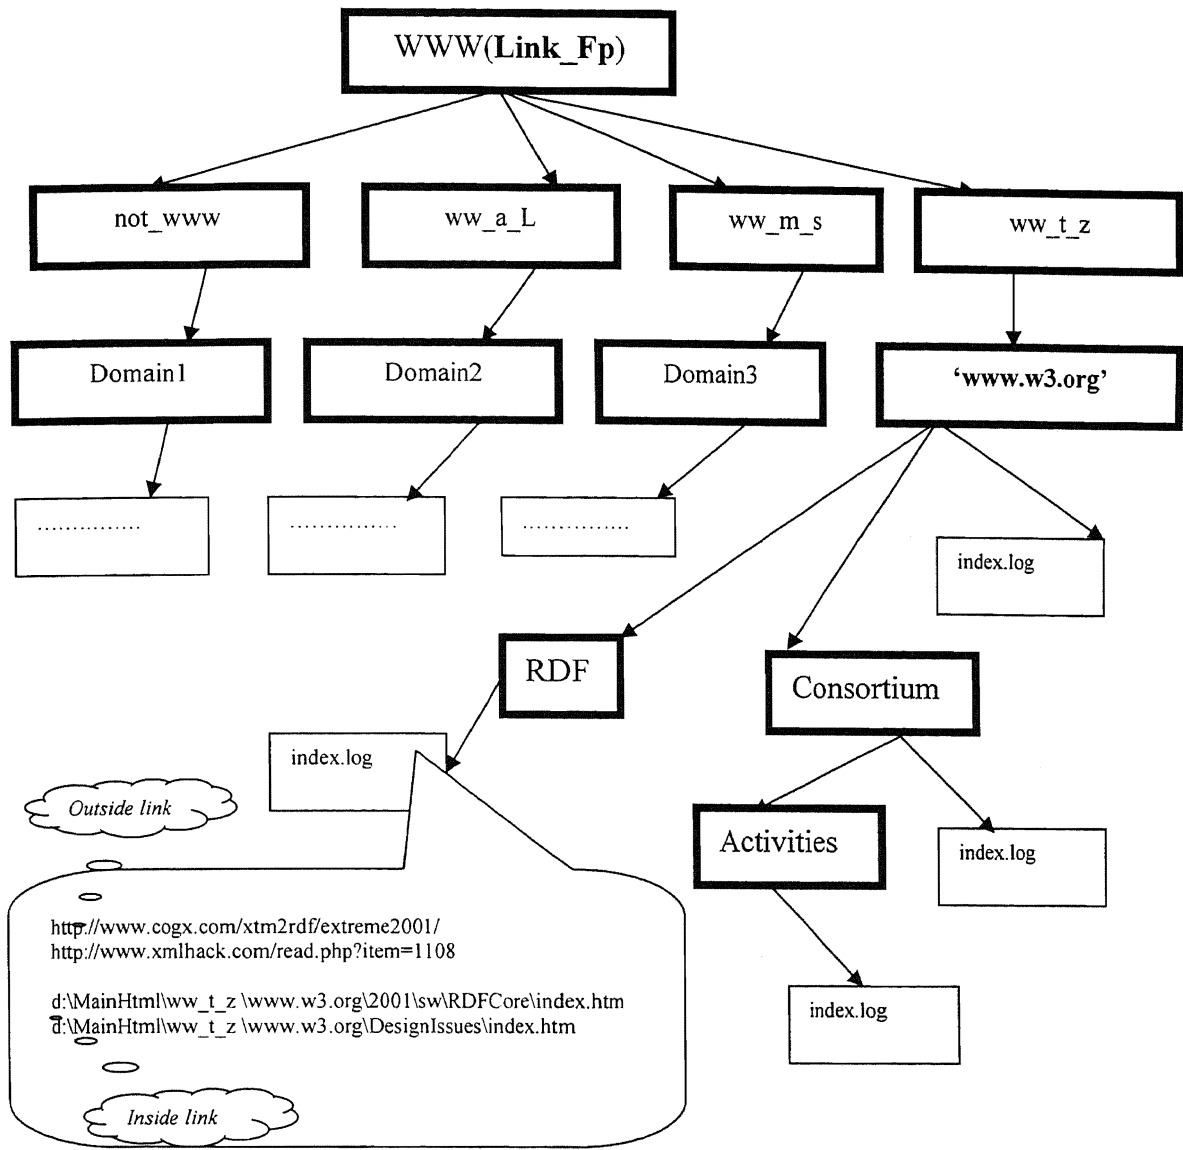 WWW(Link_Fp)
not_www
ww_a_L
ww_m_s
ww_t_z
Domain1
Domain2
Domain3
‘www.w3.org’
...............
...............
...............
index.log
RDF
Consortium
index.log
Outside link
Activities
index.log
http://www.cogx.com/xtm2rdf/extreme2001/
http://www.xmlhack.com/read.php?item=1108
d:\MainHtml\ww_t_z \www.w3.org\2001\sw\RDFCore\index.htm
d:\MainHtml\ww_t_z \www.w3.org\DesignIssues\index.htm
index.log
Inside link